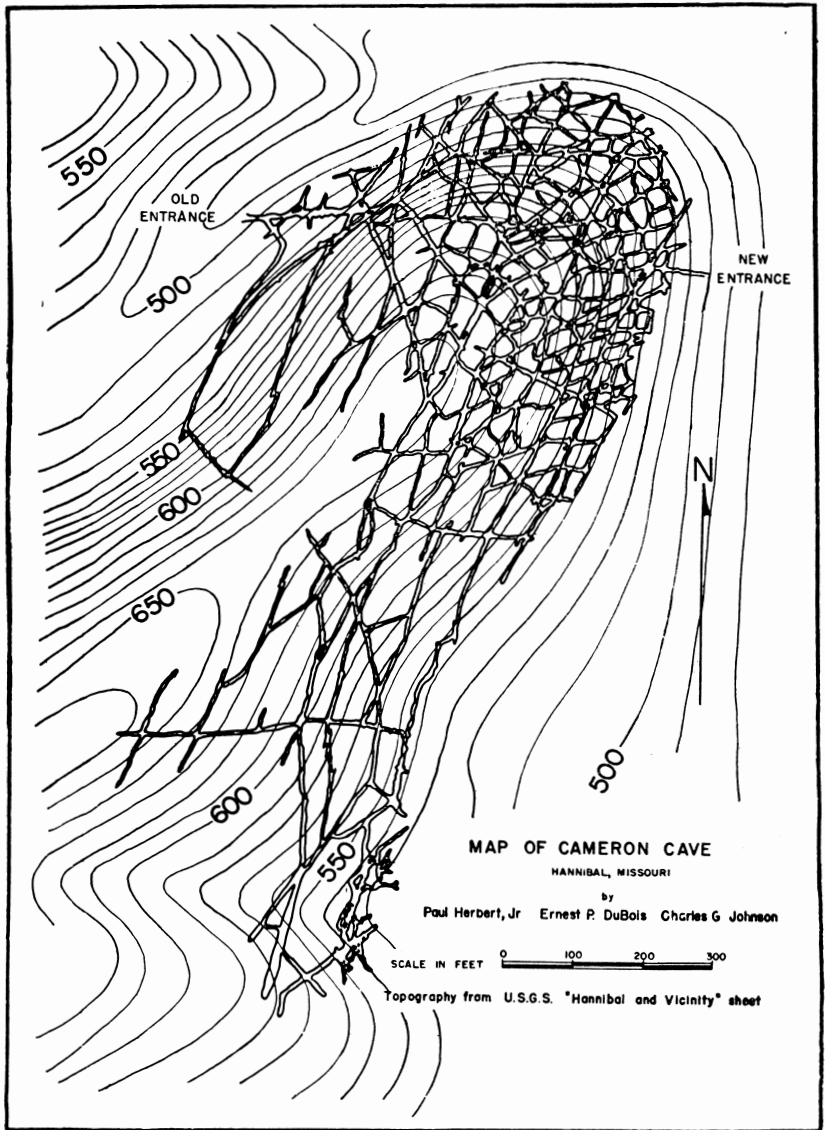 550
OLD
ENTRANCE
500
NEW
ENTRANCE
550
600
N
650
500
600
550
MAP OF CAMERON CAVE
HANNIBAL, MISSOURI
by
Paul Herbert, Jr Ernest P. DuBois Charles G Johnson
SCALE IN FEET 0 100 200 300
Topography from U.S.G.S. "Hannibal and Vicinity" sheet